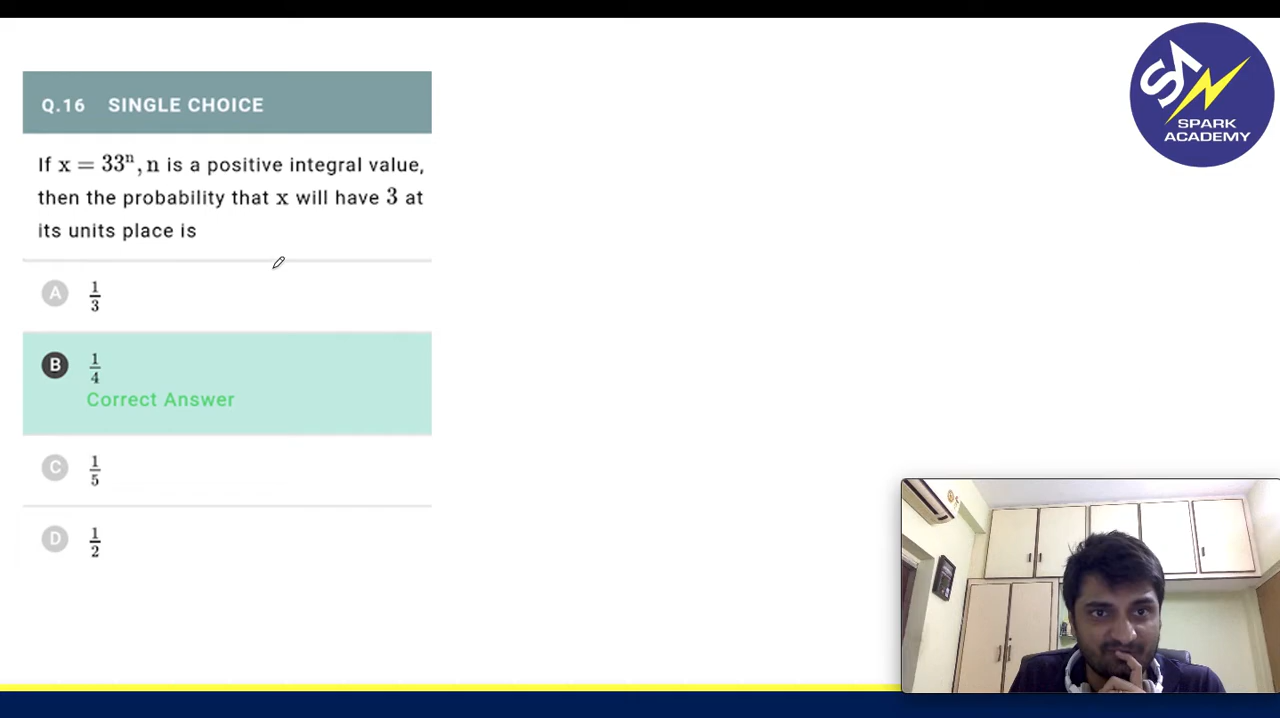 SPARK
ACADEMY
Q.16 SINGLE CHOICE
If x = 33ⁿ, n is a positive integral value,
then the probability that x will have 3 at
its units place is
A 1/3
B 1/4
Correct Answer
C 1/5
D 1/2